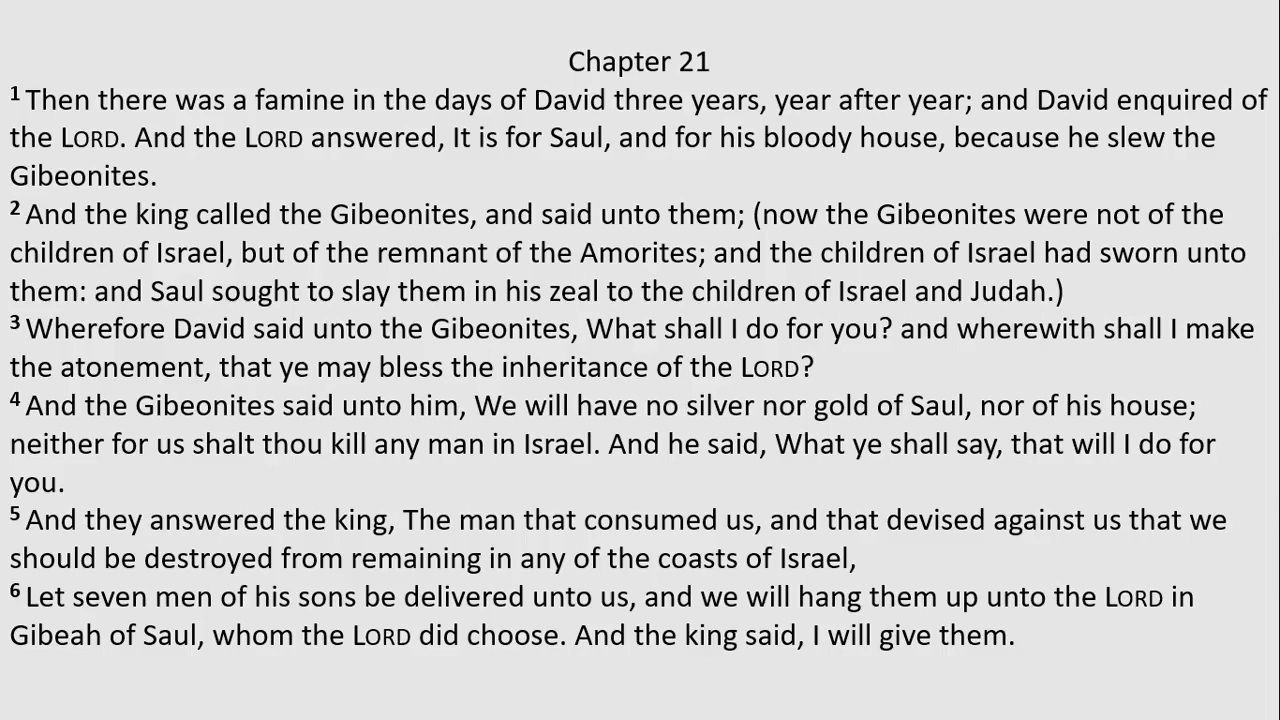 Chapter 21
1 Then there was a famine in the days of David three years, year after year; and David enquired of
the LORD. And the LORD answered, It is for Saul, and for his bloody house, because he slew the
Gibeonites.
2 And the king called the Gibeonites, and said unto them; (now the Gibeonites were not of the
children of Israel, but of the remnant of the Amorites; and the children of Israel had sworn unto
them: and Saul sought to slay them in his zeal to the children of Israel and Judah.)
3 Wherefore David said unto the Gibeonites, What shall I do for you? and wherewith shall I make
the atonement, that ye may bless the inheritance of the LORD?
4 And the Gibeonites said unto him, We will have no silver nor gold of Saul, nor of his house;
neither for us shalt thou kill any man in Israel. And he said, What ye shall say, that will I do for
you.
5 And they answered the king, The man that consumed us, and that devised against us that we
should be destroyed from remaining in any of the coasts of Israel,
6 Let seven men of his sons be delivered unto us, and we will hang them up unto the LORD in
Gibeah of Saul, whom the LORD did choose. And the king said, I will give them.